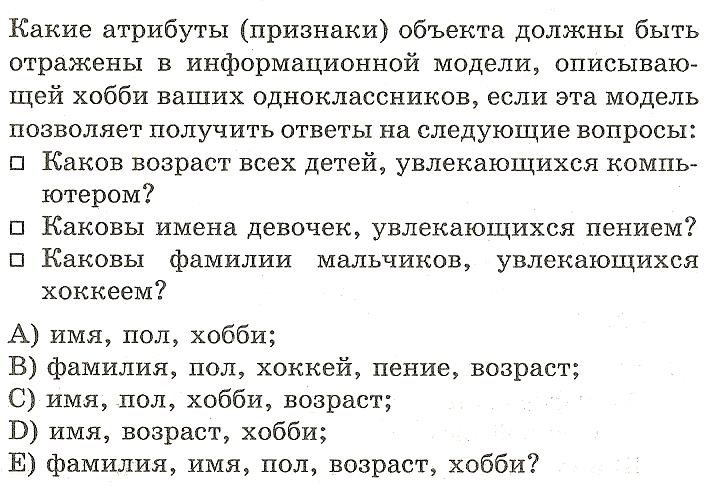 Какие атрибуты (признаки) объекта должны быть
отражены в информационной модели, описываю-
щей хобби ваших одноклассников, если эта модель
позволяет получить ответы на следующие вопросы:
□ Каков возраст всех детей, увлекающихся компь-
ютером?
□ Каковы имена девочек, увлекающихся пением?
□ Каковы фамилии мальчиков, увлекающихся
хоккеем?
A) имя, пол, хобби;
B) фамилия, пол, хоккей, пение, возраст;
C) имя, пол, хобби, возраст;
D) имя, возраст, хобби;
E) фамилия, имя, пол, возраст, хобби?